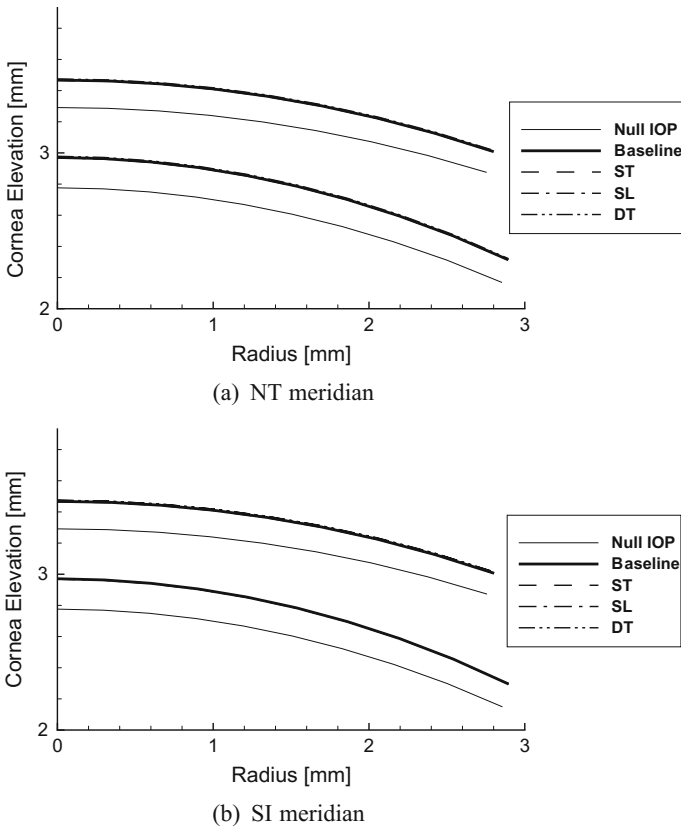 Cornea Elevation [mm]
3
2
0
1
2
3
Radius [mm]
Null IOP
Baseline
ST
SL
DT
(a) NT meridian
Cornea Elevation [mm]
3
2
0
1
2
3
Radius [mm]
Null IOP
Baseline
ST
SL
DT
(b) SI meridian